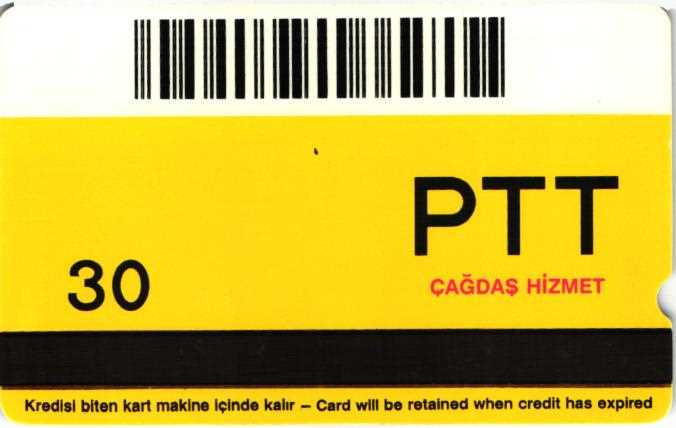 PTT
ÇAĞDAŞ HİZMET
30
Kredisi biten kart makine içinde kalır – Card will be retained when credit has expired